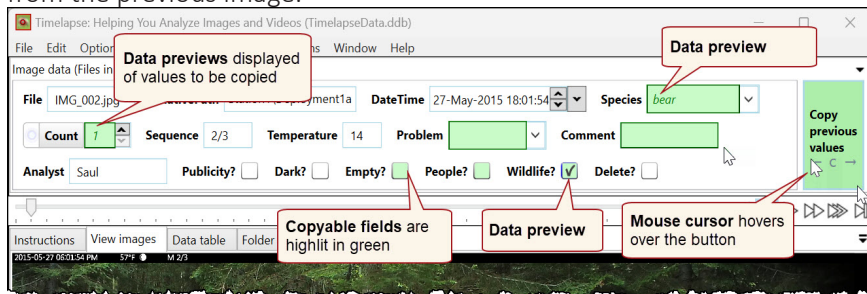 from the previous image.
Timelapse: Helping You Analyze Images and Videos (TimelapseData.ddb)
File Edit Option Window Help
Data previews displayed
of values to be copied
Data preview
Image data (Files in
File IMG_002.jpg DateTime 27-May-2015 18:01:54 Species bear
Count 1 Sequence 2/3 Temperature 14 Problem Comment
Copy
previous
values
← C →
Analyst Saul Publicity? Dark? Empty? People? Wildlife? Delete?
Copyable fields are
highlit in green
Data preview
Mouse cursor hovers
over the button
Instructions View images Data table Folder
2015-05-27 06:01:54 PM 57°F M 2/3